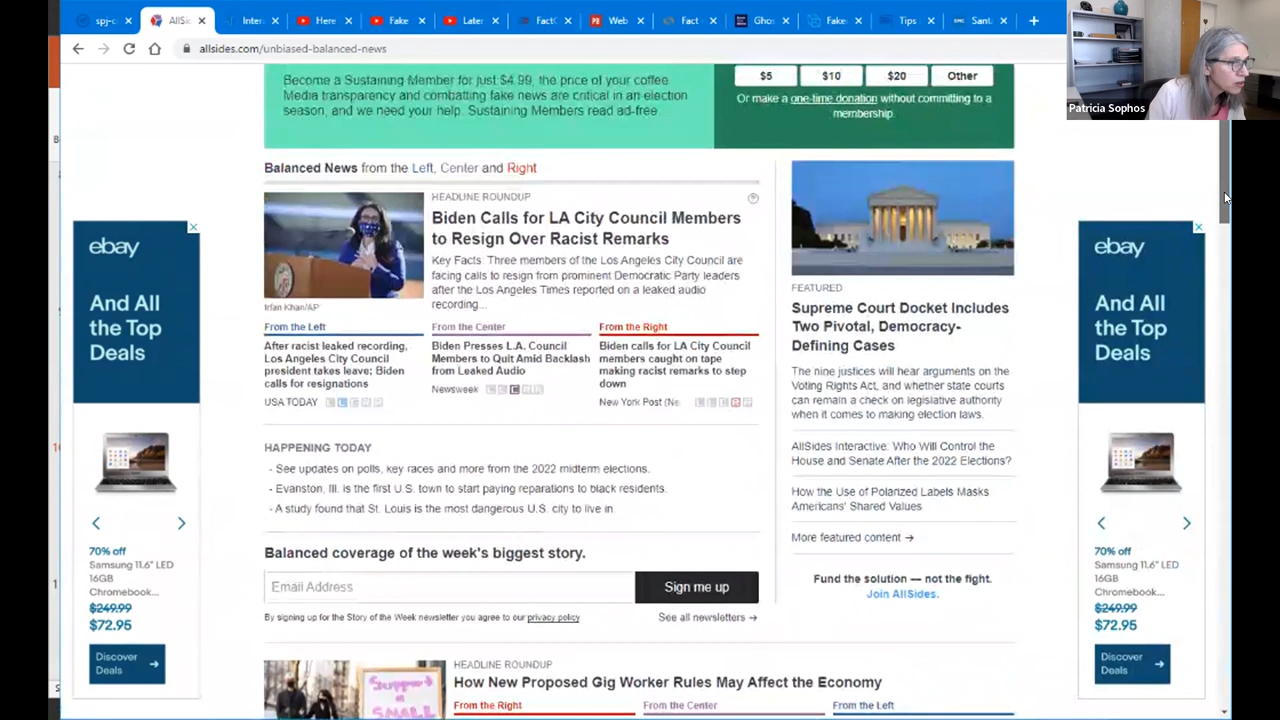 spj-c
AllSi
Inter
Here
Fake
Later
FactC
Web
Fact
Ghos
Fake
Tips
Santa
allsides.com/unbiased-balanced-news
Patricia Sophos
Become a Sustaining Member for just $4.99, the price of your coffee.
Media transparency and combatting fake news are critical in an election
season, and we need your help. Sustaining Members read ad-free.
$5
$10
$20
Other
Or make a one-time donation without committing to a
membership.
Balanced News from the Left, Center and Right
HEADLINE ROUNDUP
Biden Calls for LA City Council Members
to Resign Over Racist Remarks
Key Facts: Three members of the Los Angeles City Council are
facing calls to resign from prominent Democratic Party leaders
after the Los Angeles Times reported on a leaked audio
recording...
Irfan Khan/AP
From the Left
After racist leaked recording,
Los Angeles City Council
president takes leave; Biden
calls for resignations
USA TODAY
From the Center
Biden Presses L.A. Council
Members to Quit Amid Backlash
from Leaked Audio
Newsweek
From the Right
Biden calls for LA City Council
members caught on tape
making racist remarks to step
down
New York Post (Ne
HAPPENING TODAY
- See updates on polls, key races and more from the 2022 midterm elections.
- Evanston, Ill. is the first U.S. town to start paying reparations to black residents.
- A study found that St. Louis is the most dangerous U.S. city to live in.
Balanced coverage of the week's biggest story.
Email Address
Sign me up
By signing up for the Story of the Week newsletter you agree to our privacy policy
See all newsletters →
HEADLINE ROUNDUP
How New Proposed Gig Worker Rules May Affect the Economy
From the Right
From the Center
From the Left
Support
a
SMALL
FEATURED
Supreme Court Docket Includes
Two Pivotal, Democracy-
Defining Cases
The nine justices will hear arguments on the
Voting Rights Act, and whether state courts
can remain a check on legislative authority
when it comes to making election laws.
AllSides Interactive: Who Will Control the
House and Senate After the 2022 Elections?
How the Use of Polarized Labels Masks
Americans' Shared Values
More featured content →
Fund the solution — not the fight.
Join AllSides.
ebay
And All
the Top
Deals
70% off
Samsung 11.6" LED
16GB
Chromebook...
$249.99
$72.95
Discover
Deals
ebay
And All
the Top
Deals
70% off
Samsung 11.6" LED
16GB
Chromebook...
$249.99
$72.95
Discover
Deals